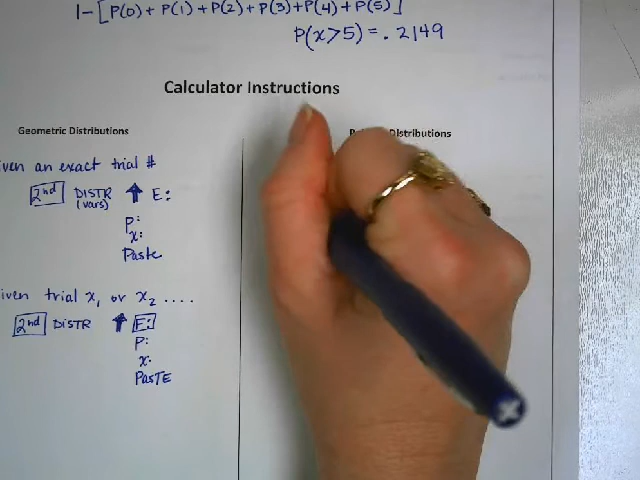 1-[P(0)+P(1)+P(2)+P(3)+P(4)+P(5)]
P(x>5)=.2149
Calculator Instructions
Geometric Distributions
iven an exact trial #
2nd DISTR ↑ E:
(vars)
P:
x:
Paste
iven trial x₁ or x₂ ....
2nd DISTR ↑ E:
P:
x:
PASTE
Distributions